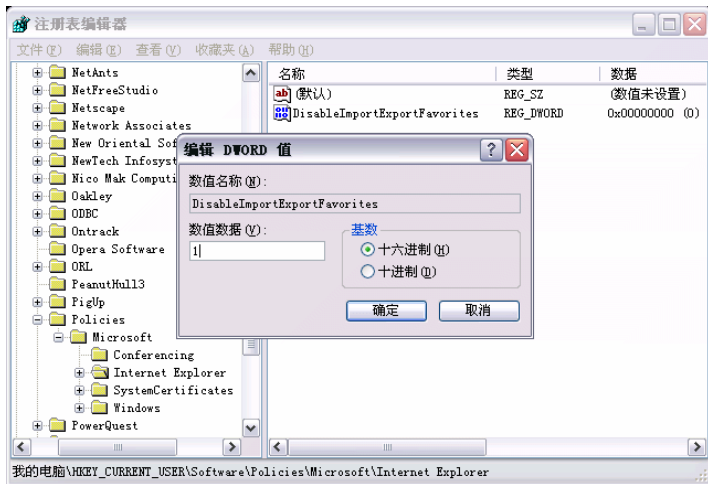 注册表编辑器
文件(F) 编辑(E) 查看(V) 收藏夹(A) 帮助(H)
NetAnts
NetFreeStudio
Netscape
Network Associates
New Oriental Sof
NewTech Infosyst
Nico Mak Computi
Oakley
ODBC
Ontrack
Opera Software
ORL
PeanutHull3
PigUp
Policies
Microsoft
Conferencing
Internet Explorer
SystemCertificates
Windows
PowerQuest
名称 类型 数据
(默认) REG_SZ (数值未设置)
DisableImportExportFavorites REG_DWORD 0x00000000 (0)
编辑 DWORD 值
数值名称(N):
DisableImportExportFavorites
数值数据(V):
1
基数
十六进制(H)
十进制(D)
确定 取消
我的电脑\HKEY_CURRENT_USER\Software\Policies\Microsoft\Internet Explorer